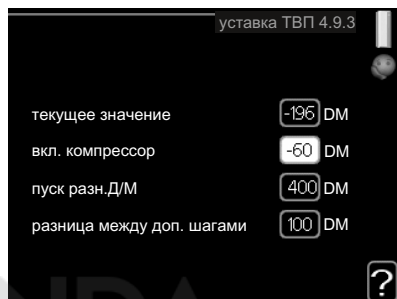 уставка ТВП 4.9.3
текущее значение -196 DM
вкл. компрессор -60 DM
пуск разн.Д/М 400 DM
разница между доп. шагами 100 DM
?